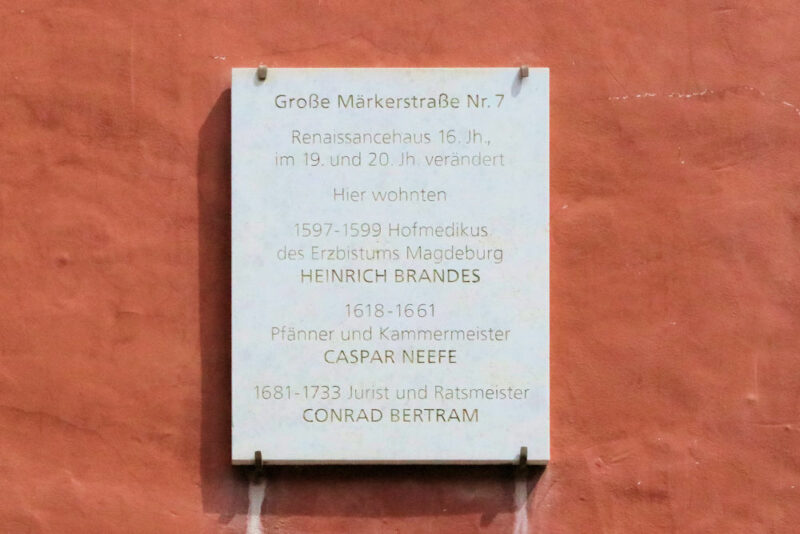 Große Märkerstraße Nr. 7
Renaissancehaus 16. Jh.,
im 19. und 20. Jh. verändert
Hier wohnten
1597-1599 Hofmedikus
des Erzbistums Magdeburg
HEINRICH BRANDES
1618-1661
Pfänner und Kammermeister
CASPAR NEEFE
1681-1733 Jurist und Ratsmeister
CONRAD BERTRAM